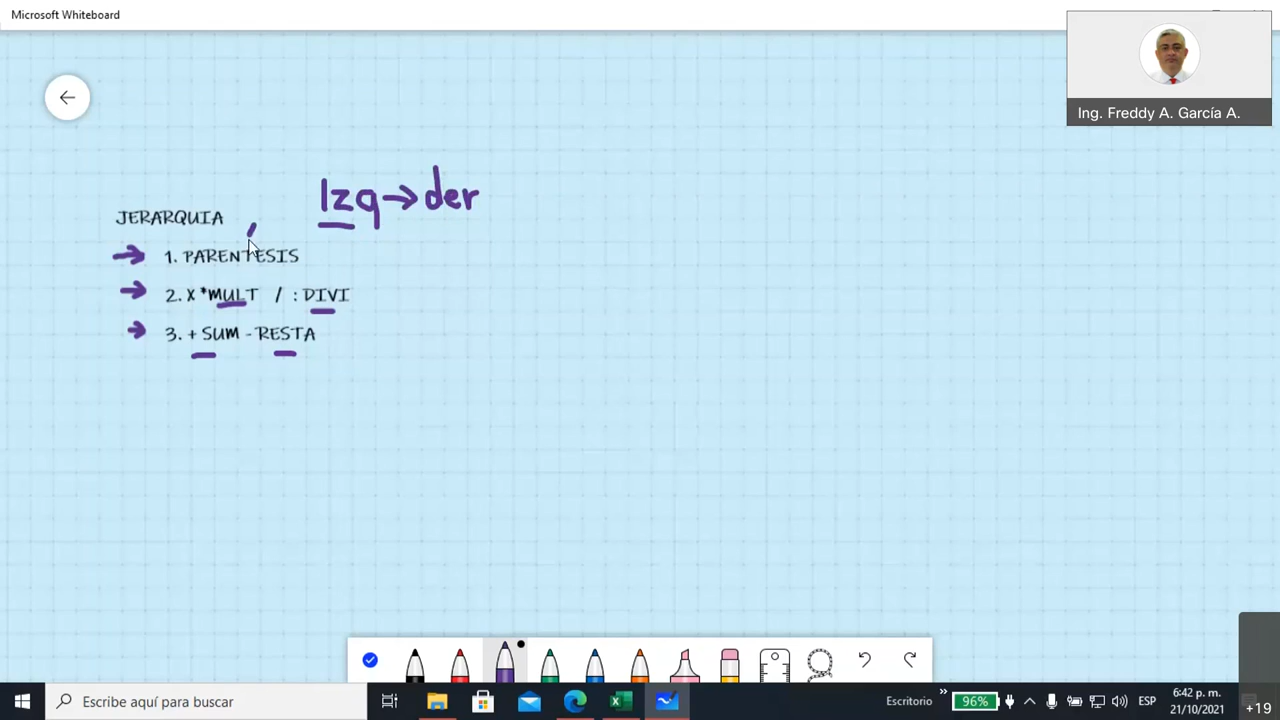 Microsoft Whiteboard
Ing. Freddy A. García A.
Izq → der
JERARQUIA
1. PARENTESIS
2. X *MULT / : DIVI
3. + SUM - RESTA
Escribe aquí para buscar
Escritorio
»
96%
ESP
6:42 p. m.
21/10/2021
+19